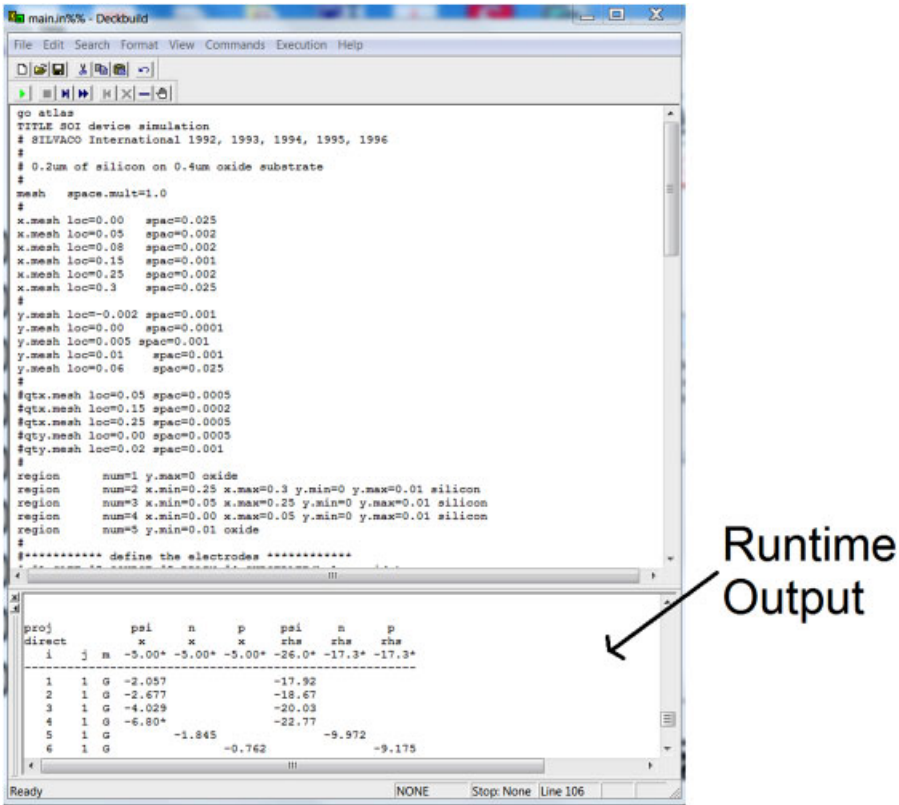 main.in%% - Deckbuild
File Edit Search Format View Commands Execution Help
go atlas
TITLE SOI device simulation
# SILVACO International 1992, 1993, 1994, 1995, 1996
#
# 0.2um of silicon on 0.4um oxide substrate
#
mesh space.mult=1.0
#
x.mesh loc=0.00 spac=0.025
x.mesh loc=0.05 spac=0.002
x.mesh loc=0.08 spac=0.002
x.mesh loc=0.15 spac=0.001
x.mesh loc=0.25 spac=0.002
x.mesh loc=0.3 spac=0.025
#
y.mesh loc=-0.002 spac=0.001
y.mesh loc=0.00 spac=0.0001
y.mesh loc=0.005 spac=0.001
y.mesh loc=0.01 spac=0.001
y.mesh loc=0.06 spac=0.025
#
#qtx.mesh loc=0.05 spac=0.0005
#qtx.mesh loc=0.15 spac=0.0002
#qtx.mesh loc=0.25 spac=0.0005
#qty.mesh loc=0.00 spac=0.0005
#qty.mesh loc=0.02 spac=0.001
#
region num=1 y.max=0 oxide
region num=2 x.min=0.25 x.max=0.3 y.min=0 y.max=0.01 silicon
region num=3 x.min=0.05 x.max=0.25 y.min=0 y.max=0.01 silicon
region num=4 x.min=0.00 x.max=0.05 y.min=0 y.max=0.01 silicon
region num=5 y.min=0.01 oxide
#
#*********** define the electrodes ************
Runtime
Output
proj psi n p psi n p
direct x x x rhs rhs rhs
i j m -5.00* -5.00* -5.00* -26.0* -17.3* -17.3*
-------------------------------------------------------
1 1 G -2.057 -17.92
2 1 G -2.677 -18.67
3 1 G -4.029 -20.03
4 1 G -6.80* -22.77
5 1 G -1.845 -9.972
6 1 G -0.762 -9.175
Ready NONE Stop: None Line 106